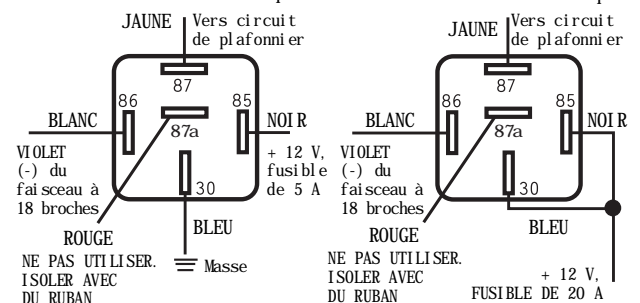 JAUNE
Vers circuit
de plafonnier
87
86
85
BLANC
87a
NOIR
VIOLET
(-) du
faisceau à
18 broches
+ 12 V,
fusible
de 5 A
30
ROUGE
BLEU
NE PAS UTILISER.
ISOLER AVEC
DU RUBAN
Masse
JAUNE
Vers circuit
de plafonnier
87
86
85
BLANC
87a
NOIR
VIOLET
(-) du
faisceau à
18 broches
30
ROUGE
BLEU
NE PAS UTILISER.
ISOLER AVEC
DU RUBAN
+ 12 V,
FUSIBLE DE 20 A